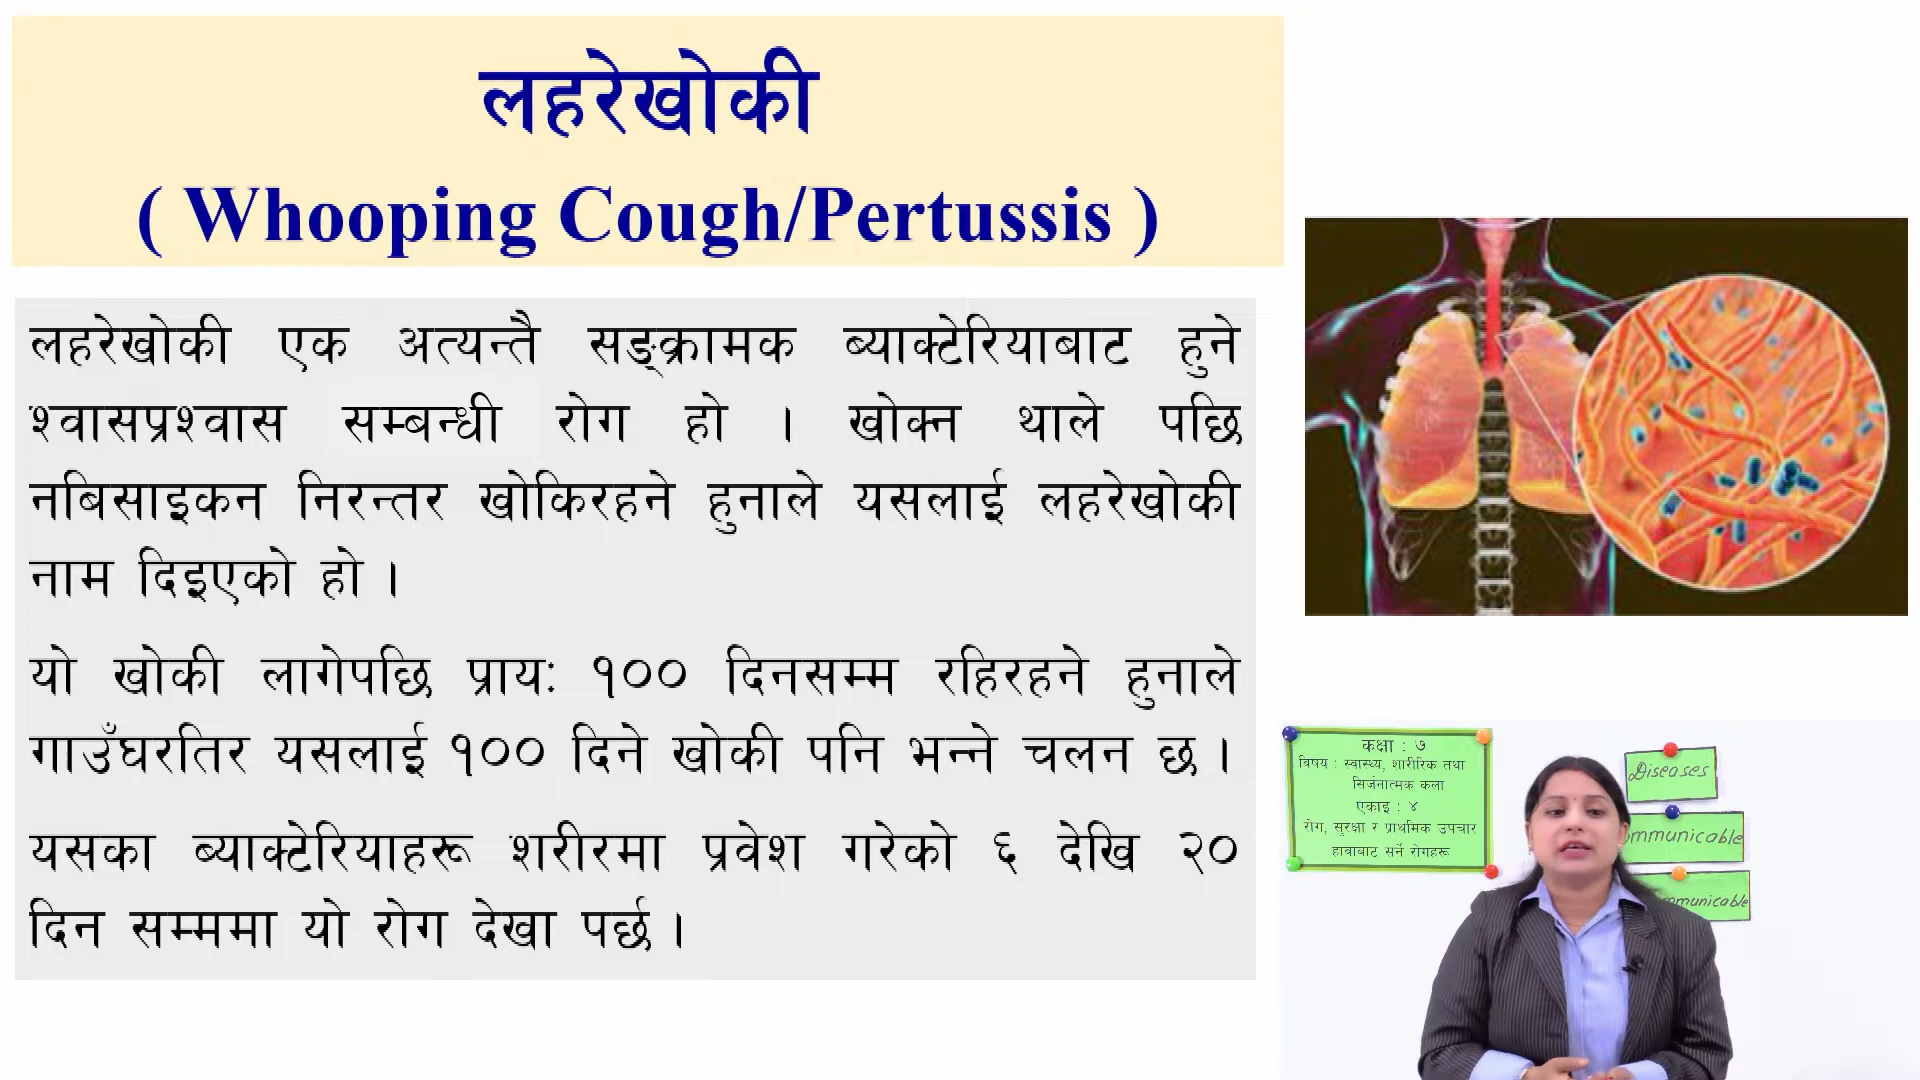 लहरेखोकी
( Whooping Cough/Pertussis )
लहरेखोकी एक अत्यन्तै सङ्क्रामक ब्याक्टेरियाबाट हुने
श्वासप्रश्वास सम्बन्धी रोग हो ।  खोक्न थाले पछि
नबिसाइकन निरन्तर खोकिरहने हुनाले यसलाई लहरेखोकी
नाम दिइएको हो ।
यो खोकी लागेपछि प्रायः १०० दिनसम्म रहिरहने हुनाले
गाउँघरतिर यसलाई १०० दिने खोकी पनि भन्ने चलन छ ।
यसका ब्याक्टेरियाहरू शरीरमा प्रवेश गरेको ६ देखि २०
दिन सम्ममा यो रोग देखा पर्छ ।
कक्षा : ७
विषय : स्वास्थ्य, शारीरिक तथा
सिर्जनात्मक कला
एकाइ : ४
रोग, सुरक्षा र प्राथमिक उपचार
हावाबाट सर्ने रोगहरू
Diseases
mmunicable
mmunicable